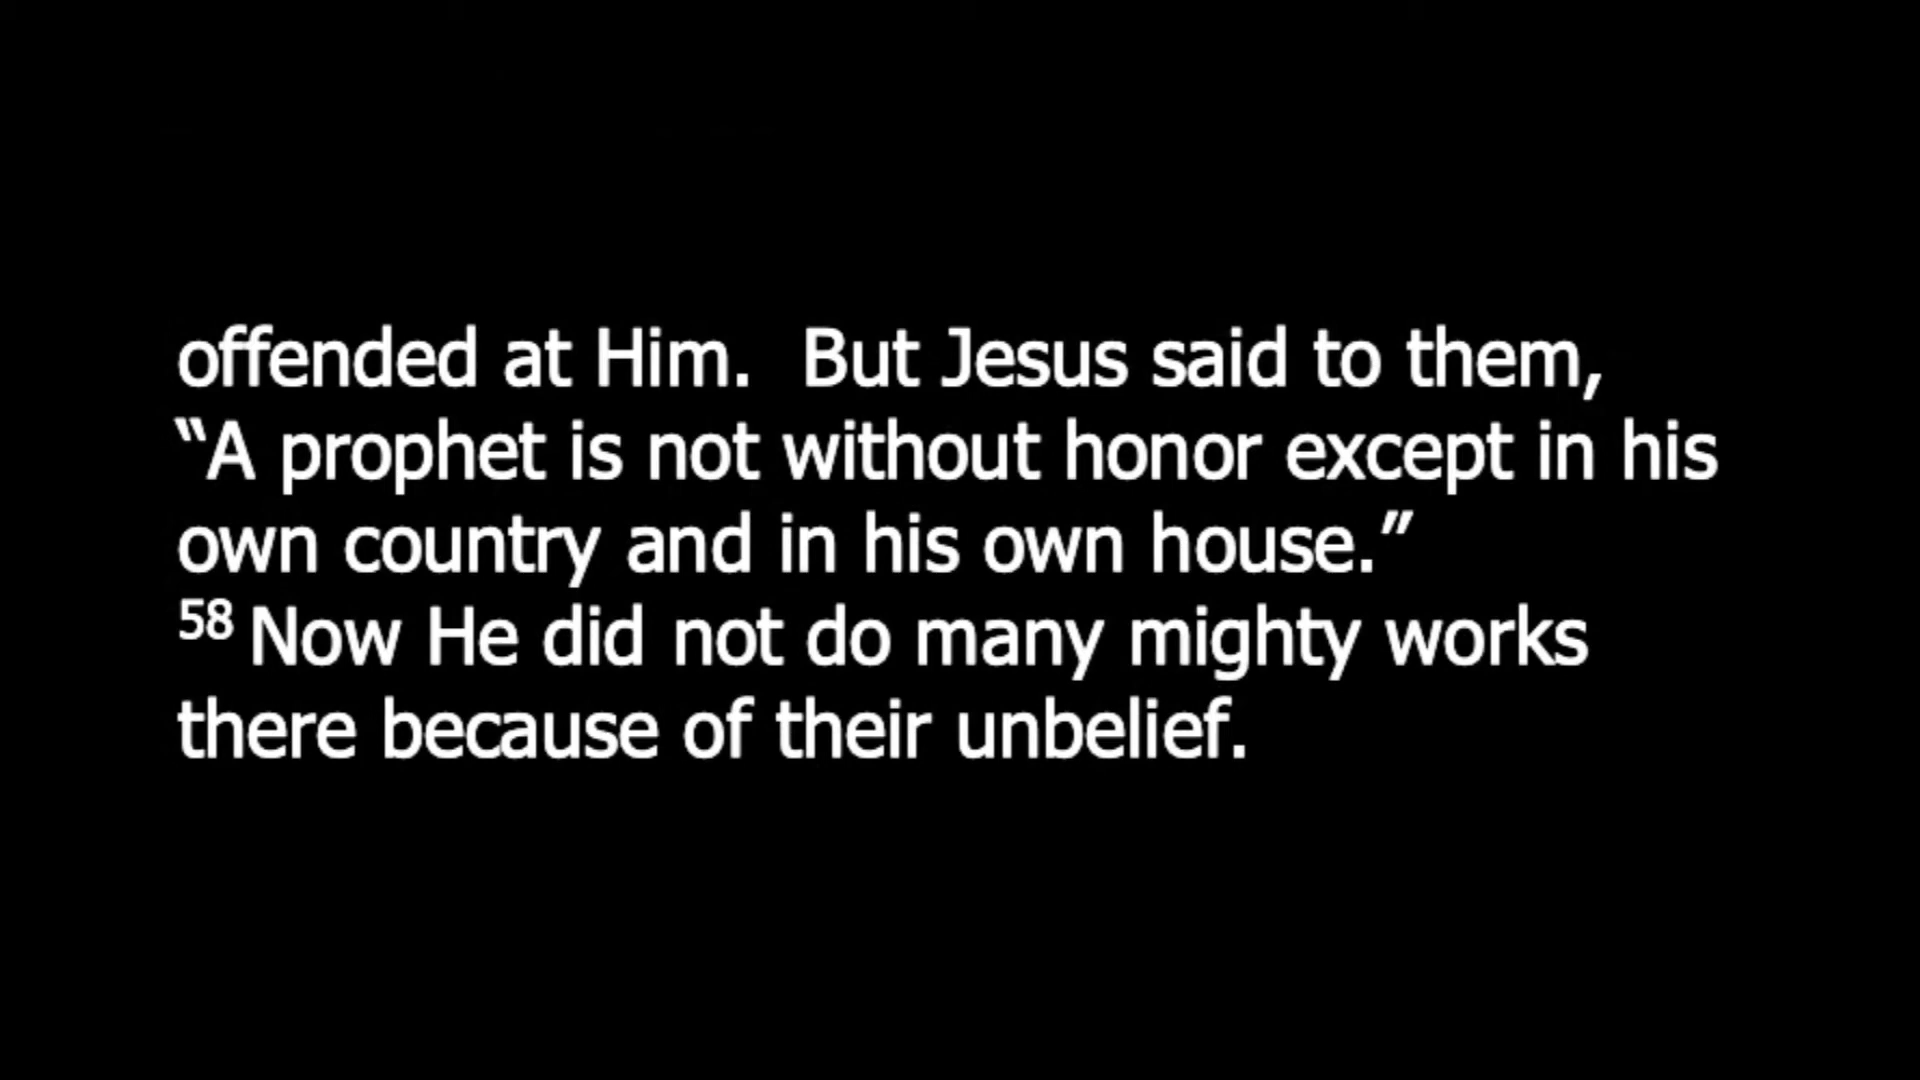 offended at Him.  But Jesus said to them,
“A prophet is not without honor except in his
own country and in his own house.”
58 Now He did not do many mighty works
there because of their unbelief.